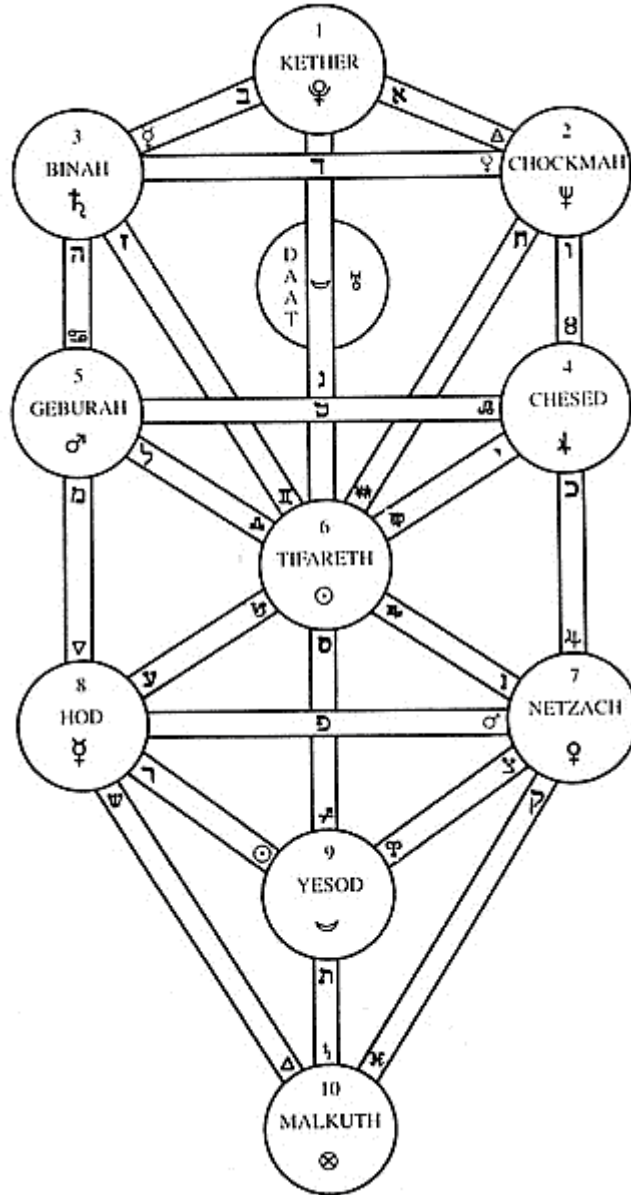 1
KETHER
♇
ב
א
3
BINAH
♄
☿
🜂
2
CHOCKMAH
♆
ד
♀
ז
ח
ה
ו
D
A
A
T
☽
♅
♋
♉
ג
5
GEBURAH
♂
ט
♌
4
CHESED
♃
ל
י
מ
♎
♊
♒
♍
כ
6
TIFARETH
☉
▽
ע
ס
♏
נ
♃
8
HOD
☿
פ
♂
7
NETZACH
♀
ש
ר
צ
ק
☉
♐
♈
9
YESOD
☽
ת
△
♄
♓
10
MALKUTH
⊗